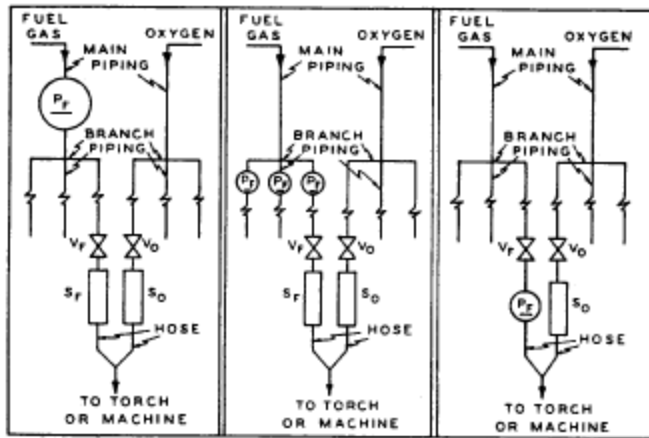 FUEL
GAS
OXYGEN
MAIN
PIPING
PF
BRANCH
PIPING
VF
VO
SF
SO
HOSE
TO TORCH
OR MACHINE
FUEL
GAS
OXYGEN
MAIN
PIPING
BRANCH
PIPING
PF
PF
PF
VF
VO
SF
SO
HOSE
TO TORCH
OR MACHINE
FUEL
GAS
OXYGEN
MAIN
PIPING
BRANCH
PIPING
VF
VO
PF
SO
HOSE
TO TORCH
OR MACHINE